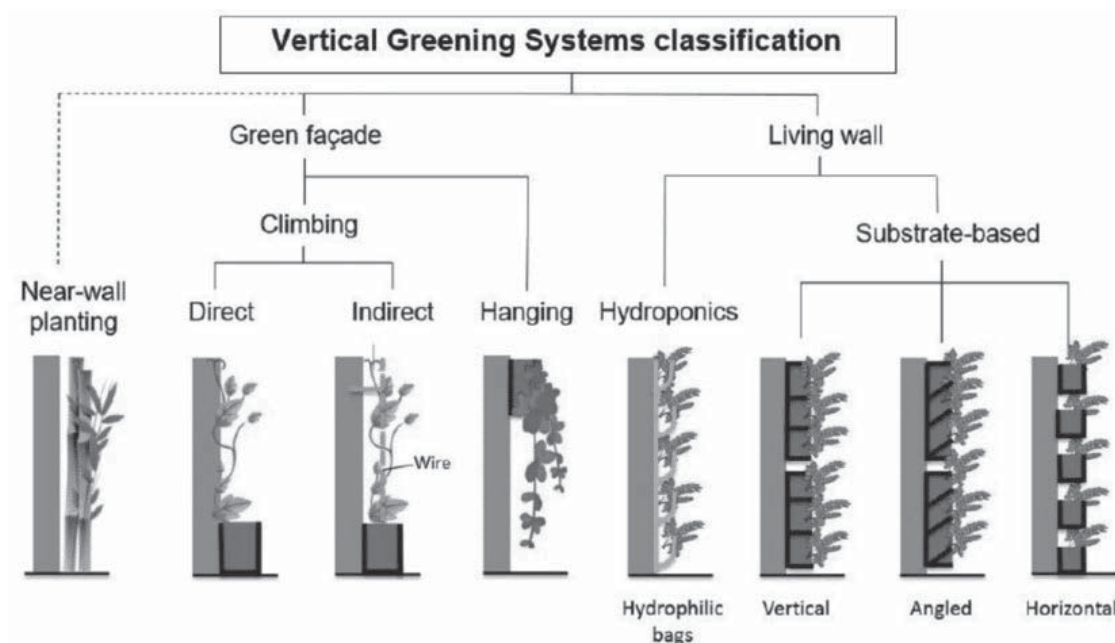 Vertical Greening Systems classification
Green façade
Living wall
Climbing
Substrate-based
Near-wall
planting
Direct
Indirect
Hanging
Hydroponics
Wire
Hydrophilic
bags
Vertical
Angled
Horizontal